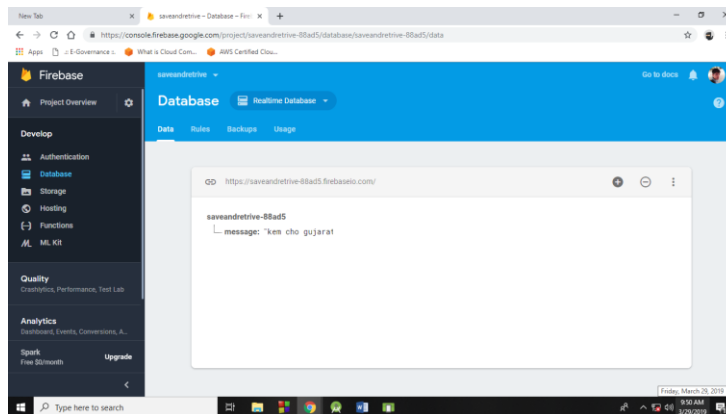 New Tab
saveandretrive – Database – Fire
https://console.firebase.google.com/project/saveandretrive-88ad5/database/saveandretrive-88ad5/data
Apps
.:: E-Governance ::.
What is Cloud Com...
AWS Certified Clou...
Firebase
saveandretrive
Go to docs
Project Overview
Database
Realtime Database
Data Rules Backups Usage
Develop
Authentication
Database
Storage
Hosting
Functions
ML Kit
https://saveandretrive-88ad5.firebaseio.com/
saveandretrive-88ad5
message: "kem cho gujarat
Quality
Crashlytics, Performance, Test Lab
Analytics
Dashboard, Events, Conversions, A...
Spark
Free $0/month
Upgrade
Friday, March 29, 2019
Type here to search
9:50 AM
3/29/2019